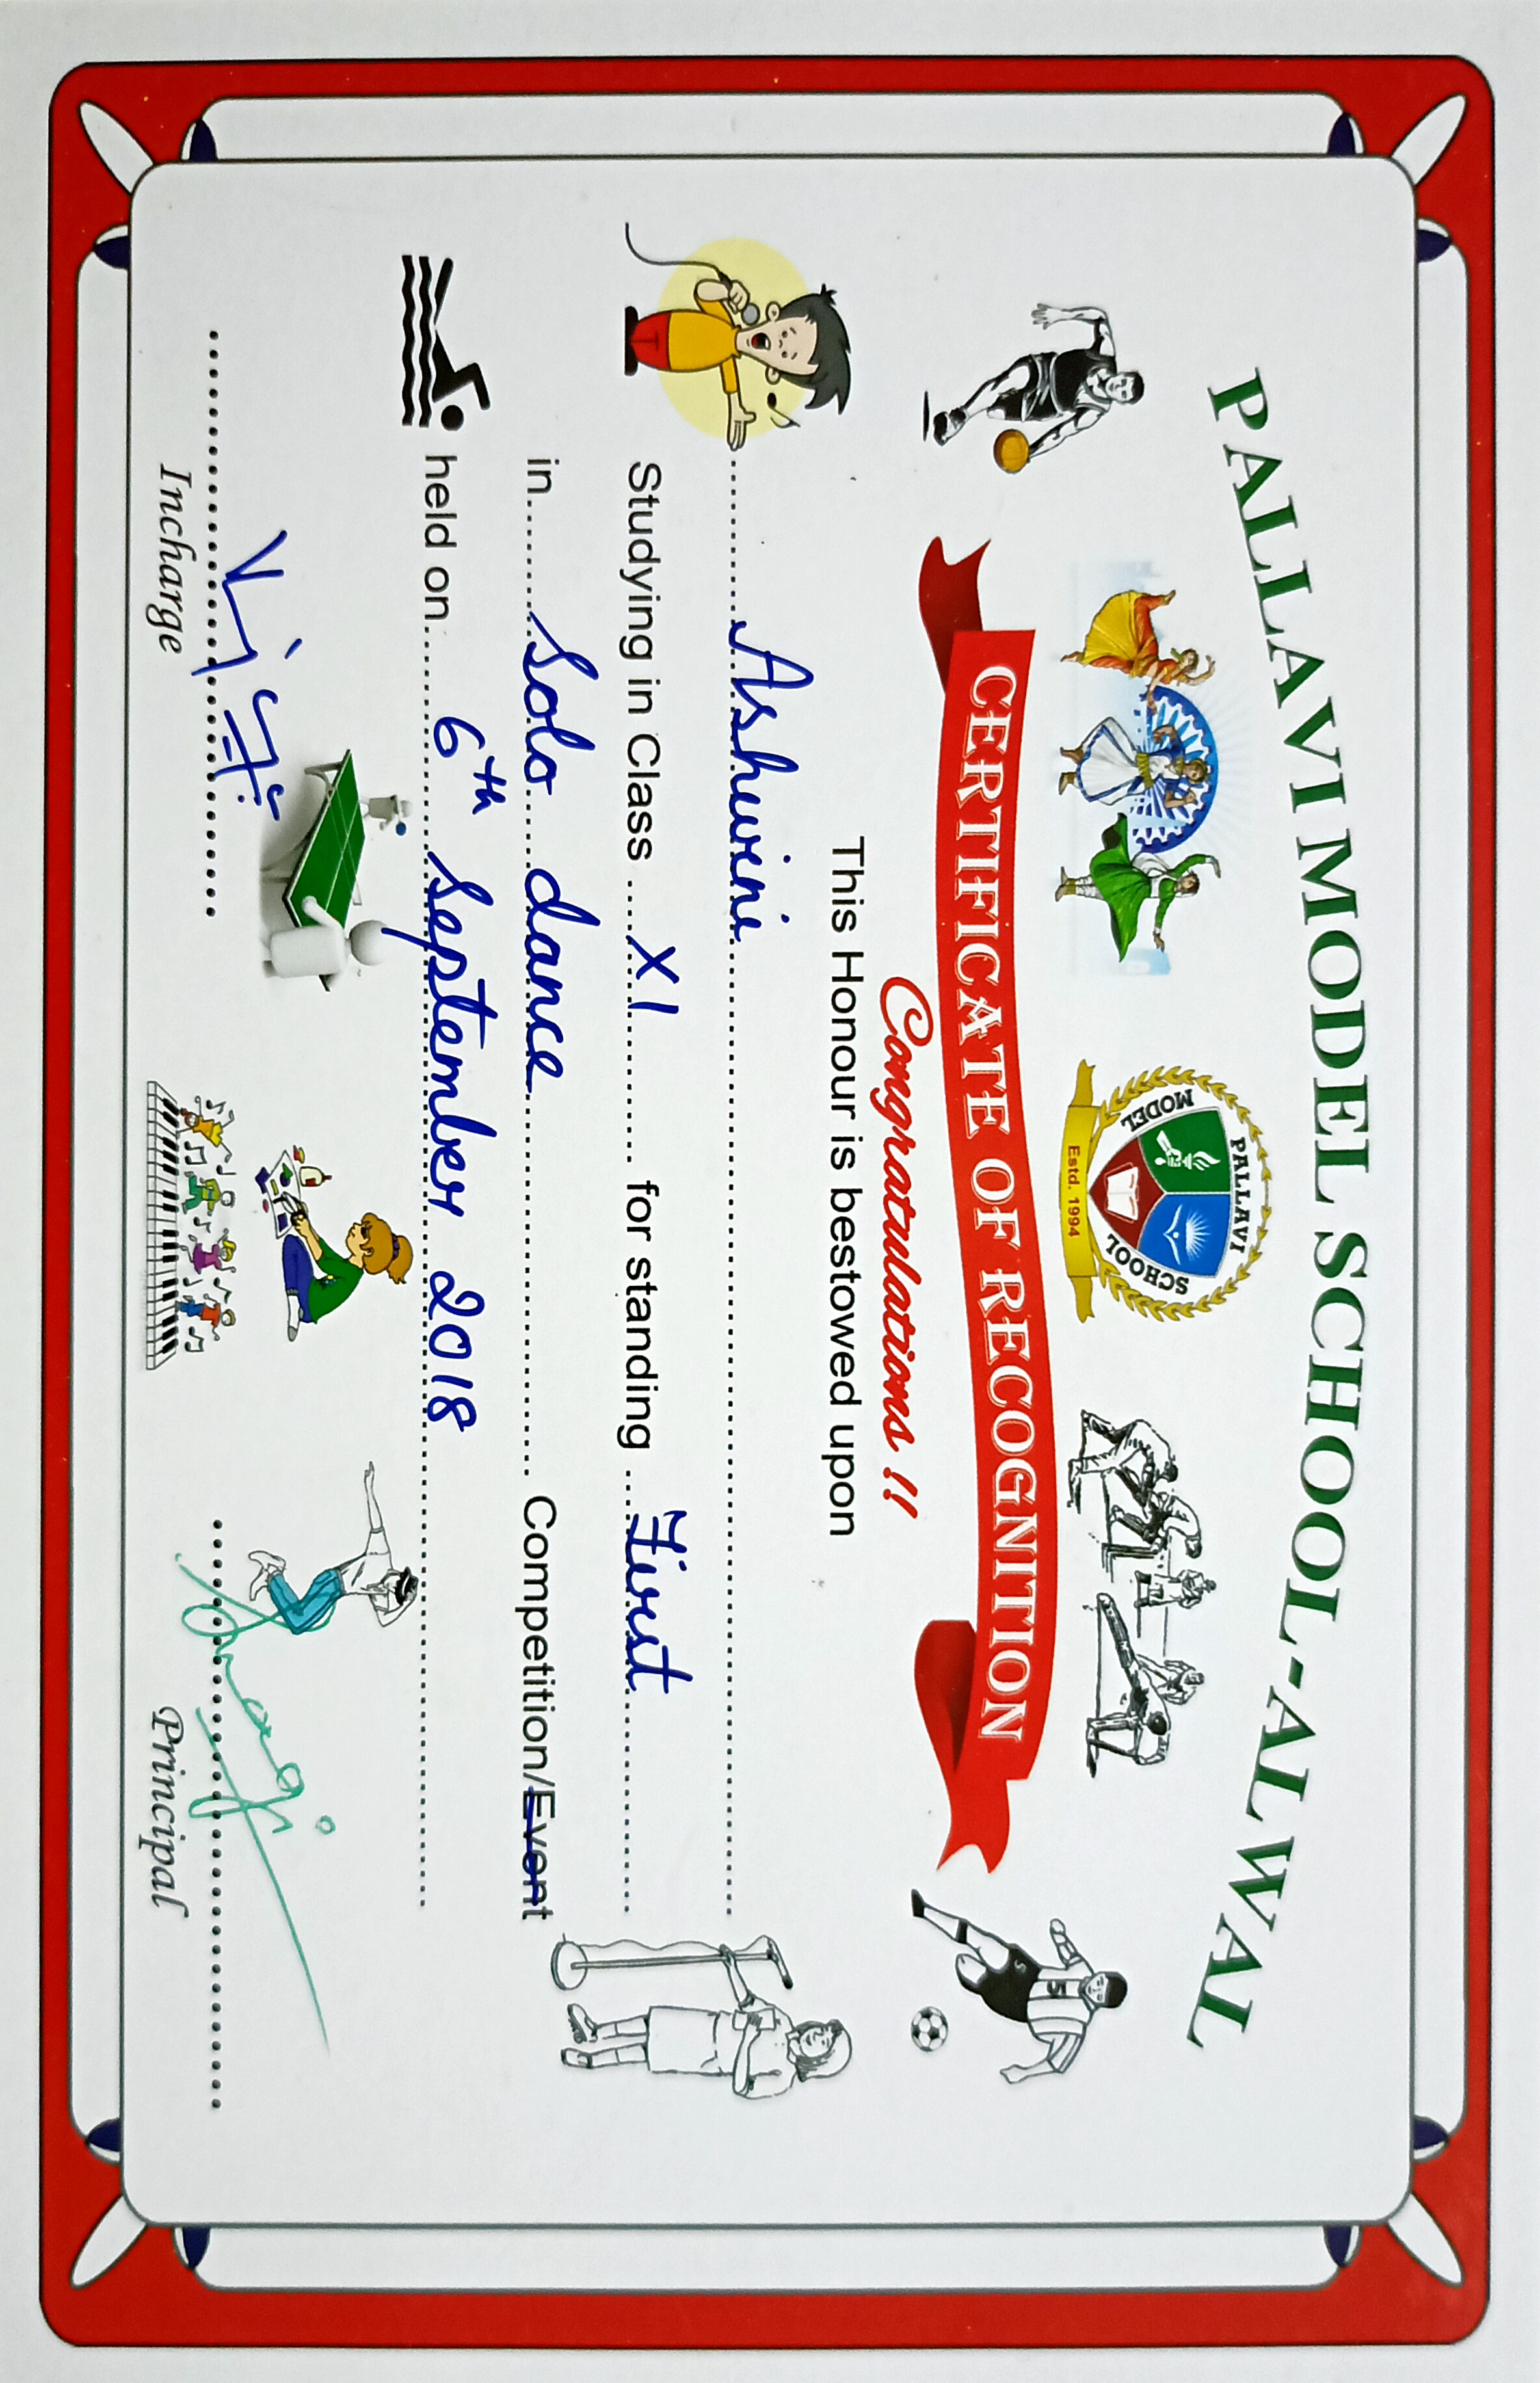 PALLAVI MODEL SCHOOL-ALWAL
PALLAVI
MODEL
SCHOOL
Estd. 1994
CERTIFICATE OF RECOGNITION
Congratulations !!
This Honour is bestowed upon
Ashwini
Studying in Class XI for standing First
in Solo dance Competition/Event
held on 6th September 2018
Incharge
Principal